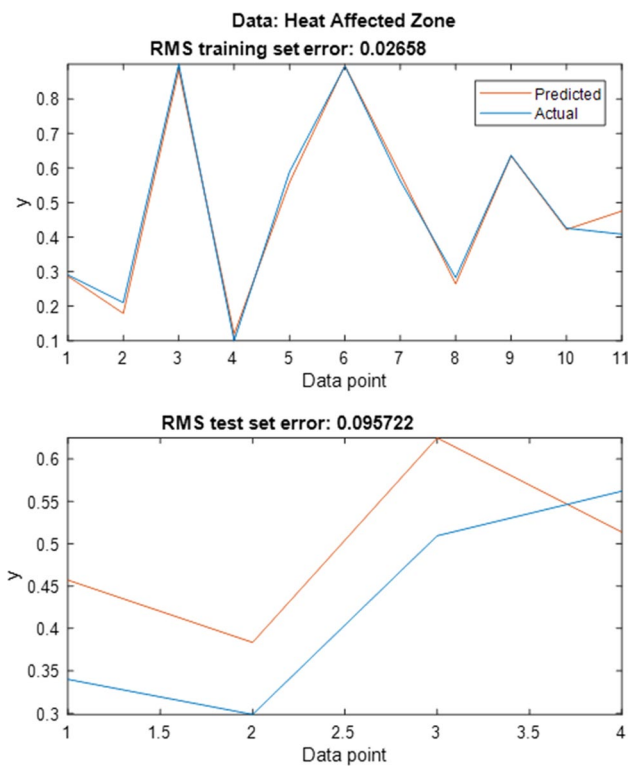 Data: Heat Affected Zone
RMS training set error: 0.02658
Predicted
Actual
y
0.8
0.7
0.6
0.5
0.4
0.3
0.2
0.1
1 2 3 4 5 6 7 8 9 10 11
Data point
RMS test set error: 0.095722
y
0.6
0.55
0.5
0.45
0.4
0.35
0.3
1 1.5 2 2.5 3 3.5 4
Data point